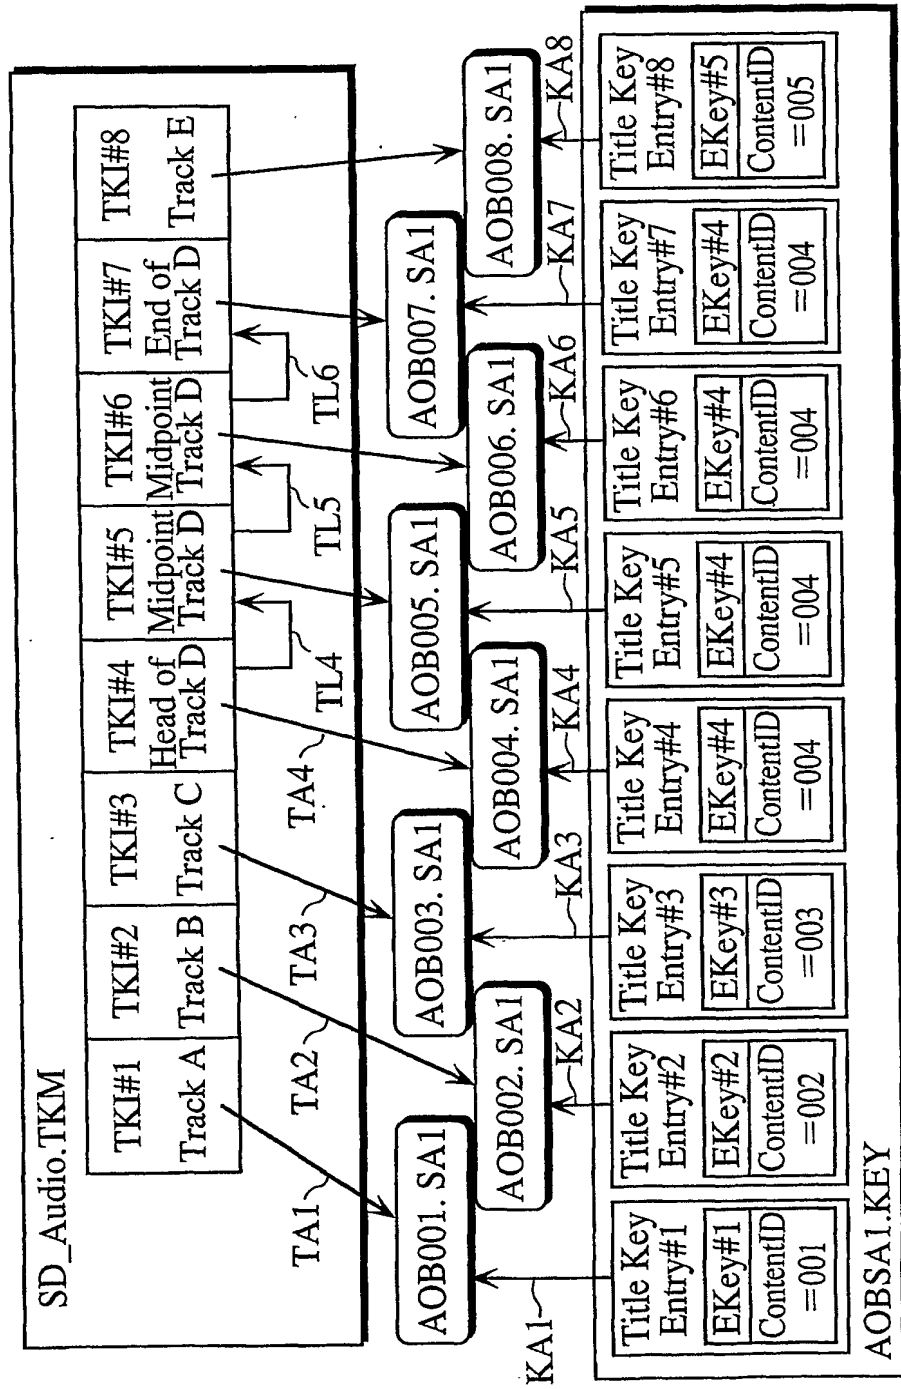 SD_Audio.TKM
TKI#1
Track A
TKI#2
Track B
TKI#3
Track C
TKI#4
Head of
Track D
TKI#5
Midpoint
Track D
TKI#6
Midpoint
Track D
TKI#7
End of
Track D
TKI#8
Track E
TA1
TA2
TA3
TA4
TL4
TL5
TL6
AOB001. SA1
AOB002. SA1
AOB003. SA1
AOB004. SA1
AOB005. SA1
AOB006. SA1
AOB007. SA1
AOB008. SA1
KA1
KA2
KA3
KA4
KA5
KA6
KA7
KA8
Title Key
Entry#1
EKey#1
ContentID
=001
Title Key
Entry#2
EKey#2
ContentID
=002
Title Key
Entry#3
EKey#3
ContentID
=003
Title Key
Entry#4
EKey#4
ContentID
=004
Title Key
Entry#5
EKey#4
ContentID
=004
Title Key
Entry#6
EKey#4
ContentID
=004
Title Key
Entry#7
EKey#4
ContentID
=004
Title Key
Entry#8
EKey#5
ContentID
=005
AOBSA1.KEY